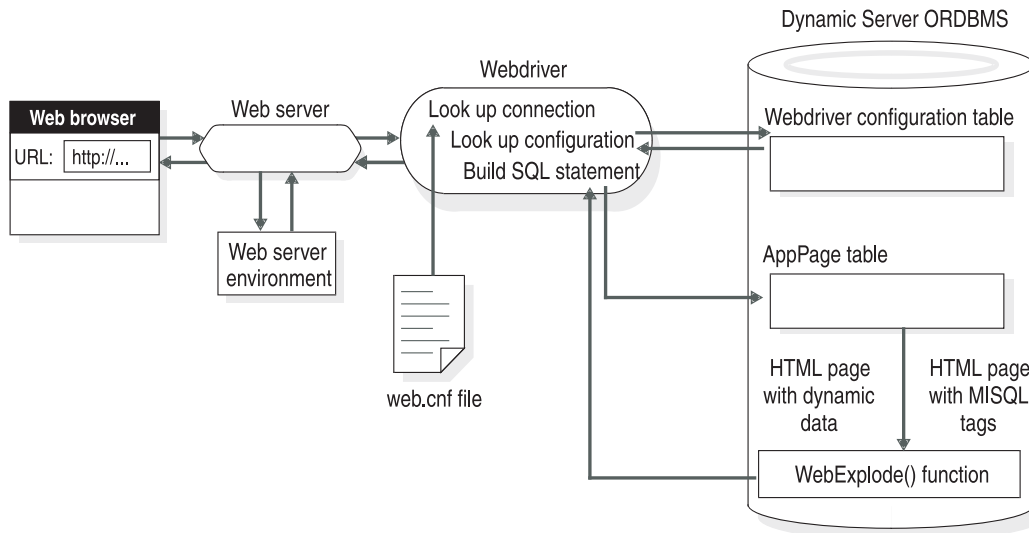 Dynamic Server ORDBMS
Webdriver
Web server
Web browser
URL: http://...
Look up connection
Look up configuration
Build SQL statement
Webdriver configuration table
Web server
environment
AppPage table
web.cnf file
HTML page
with dynamic
data
HTML page
with MISQL
tags
WebExplode() function